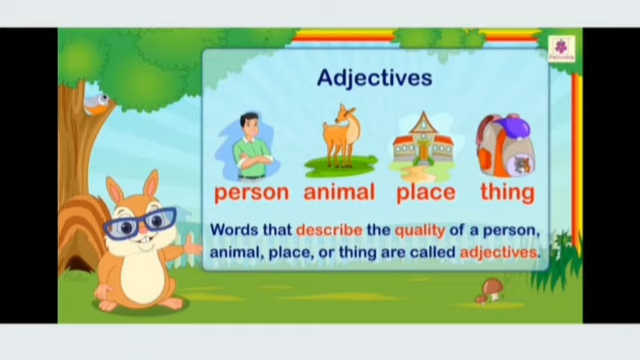 Periwinkle
Adjectives
person animal place thing
Words that describe the quality of a person,
animal, place, or thing are called adjectives.